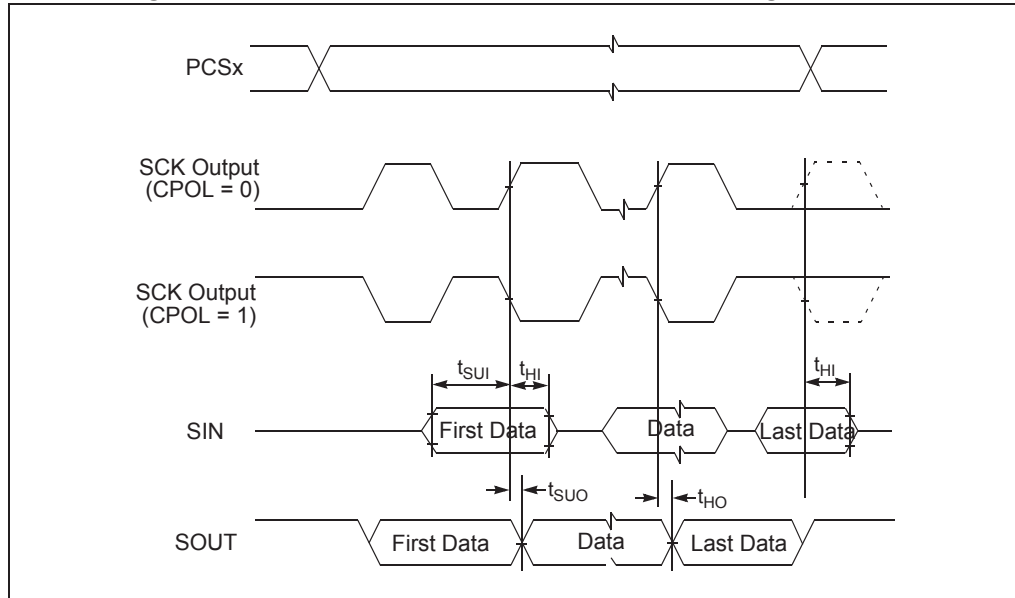 PCSx
SCK Output
(CPOL = 0)
SCK Output
(CPOL = 1)
tSUI
tHI
tHI
SIN
First Data
Data
Last Data
tSUO
tHO
SOUT
First Data
Data
Last Data